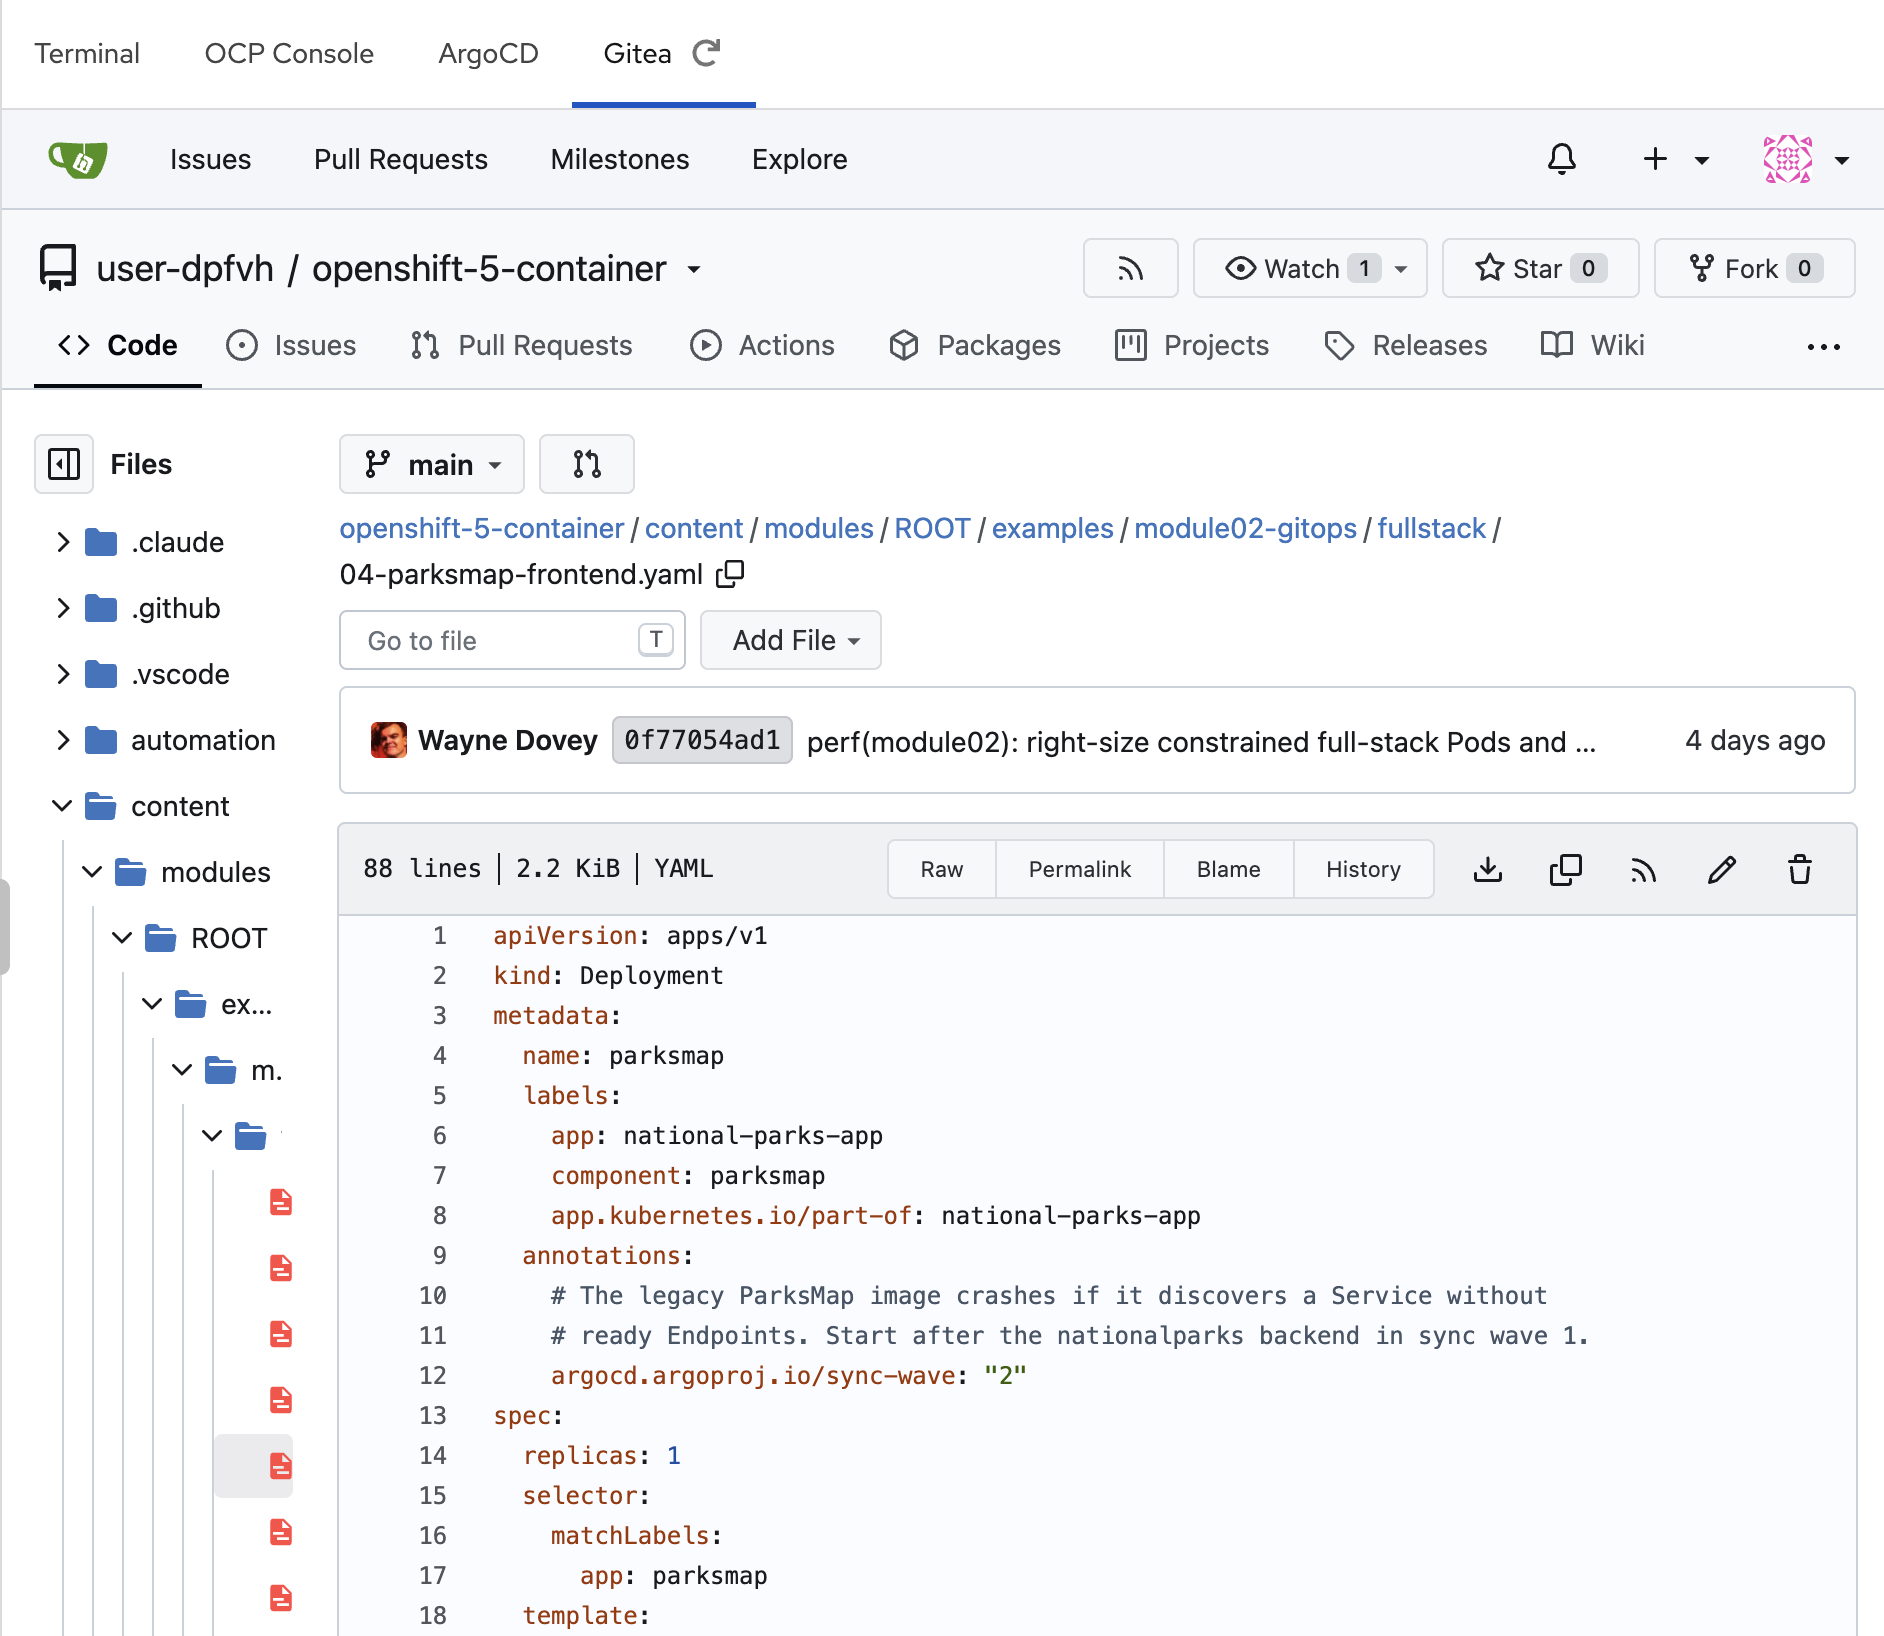 Terminal OCP Console ArgoCD Gitea
Issues Pull Requests Milestones Explore
user-dpfvh / openshift-5-container Watch 1 Star 0 Fork 0
Code Issues Pull Requests Actions Packages Projects Releases Wiki
Files
.claude
.github
.vscode
automation
content
modules
ROOT
ex...
m.
main
openshift-5-container / content / modules / ROOT / examples / module02-gitops / fullstack /
04-parksmap-frontend.yaml
Go to file T Add File
Wayne Dovey 0f77054ad1 perf(module02): right-size constrained full-stack Pods and ... 4 days ago
88 lines | 2.2 KiB | YAML Raw Permalink Blame History
1 apiVersion: apps/v1
2 kind: Deployment
3 metadata:
4   name: parksmap
5   labels:
6     app: national-parks-app
7     component: parksmap
8     app.kubernetes.io/part-of: national-parks-app
9   annotations:
10     # The legacy ParksMap image crashes if it discovers a Service without
11     # ready Endpoints. Start after the nationalparks backend in sync wave 1.
12     argocd.argoproj.io/sync-wave: "2"
13 spec:
14   replicas: 1
15   selector:
16     matchLabels:
17       app: parksmap
18   template: